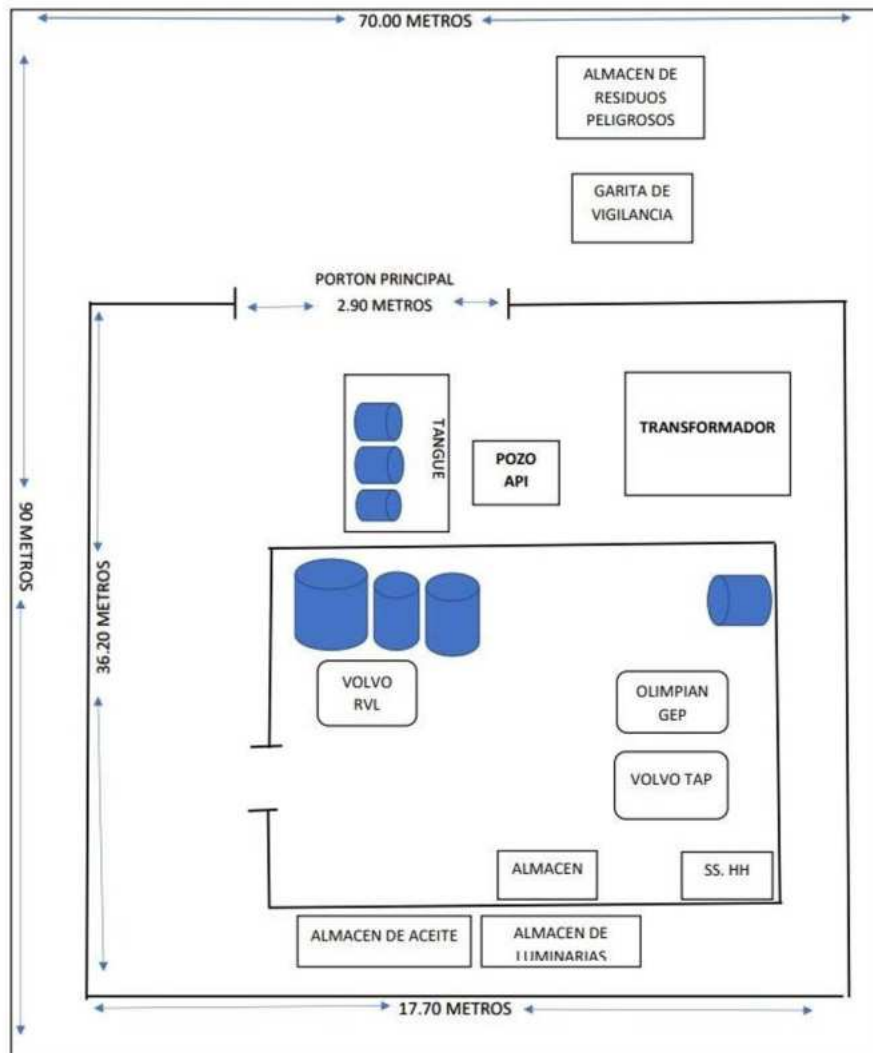 70.00 METROS
ALMACEN DE
RESIDUOS
PELIGROSOS
GARITA DE
VIGILANCIA
PORTON PRINCIPAL
2.90 METROS
TANGUE
POZO
API
TRANSFORMADOR
90 METROS
36.20 METROS
VOLVO
RVL
OLIMPIAN
GEP
VOLVO TAP
ALMACEN
SS. HH
ALMACEN DE ACEITE
ALMACEN DE
LUMINARIAS
17.70 METROS